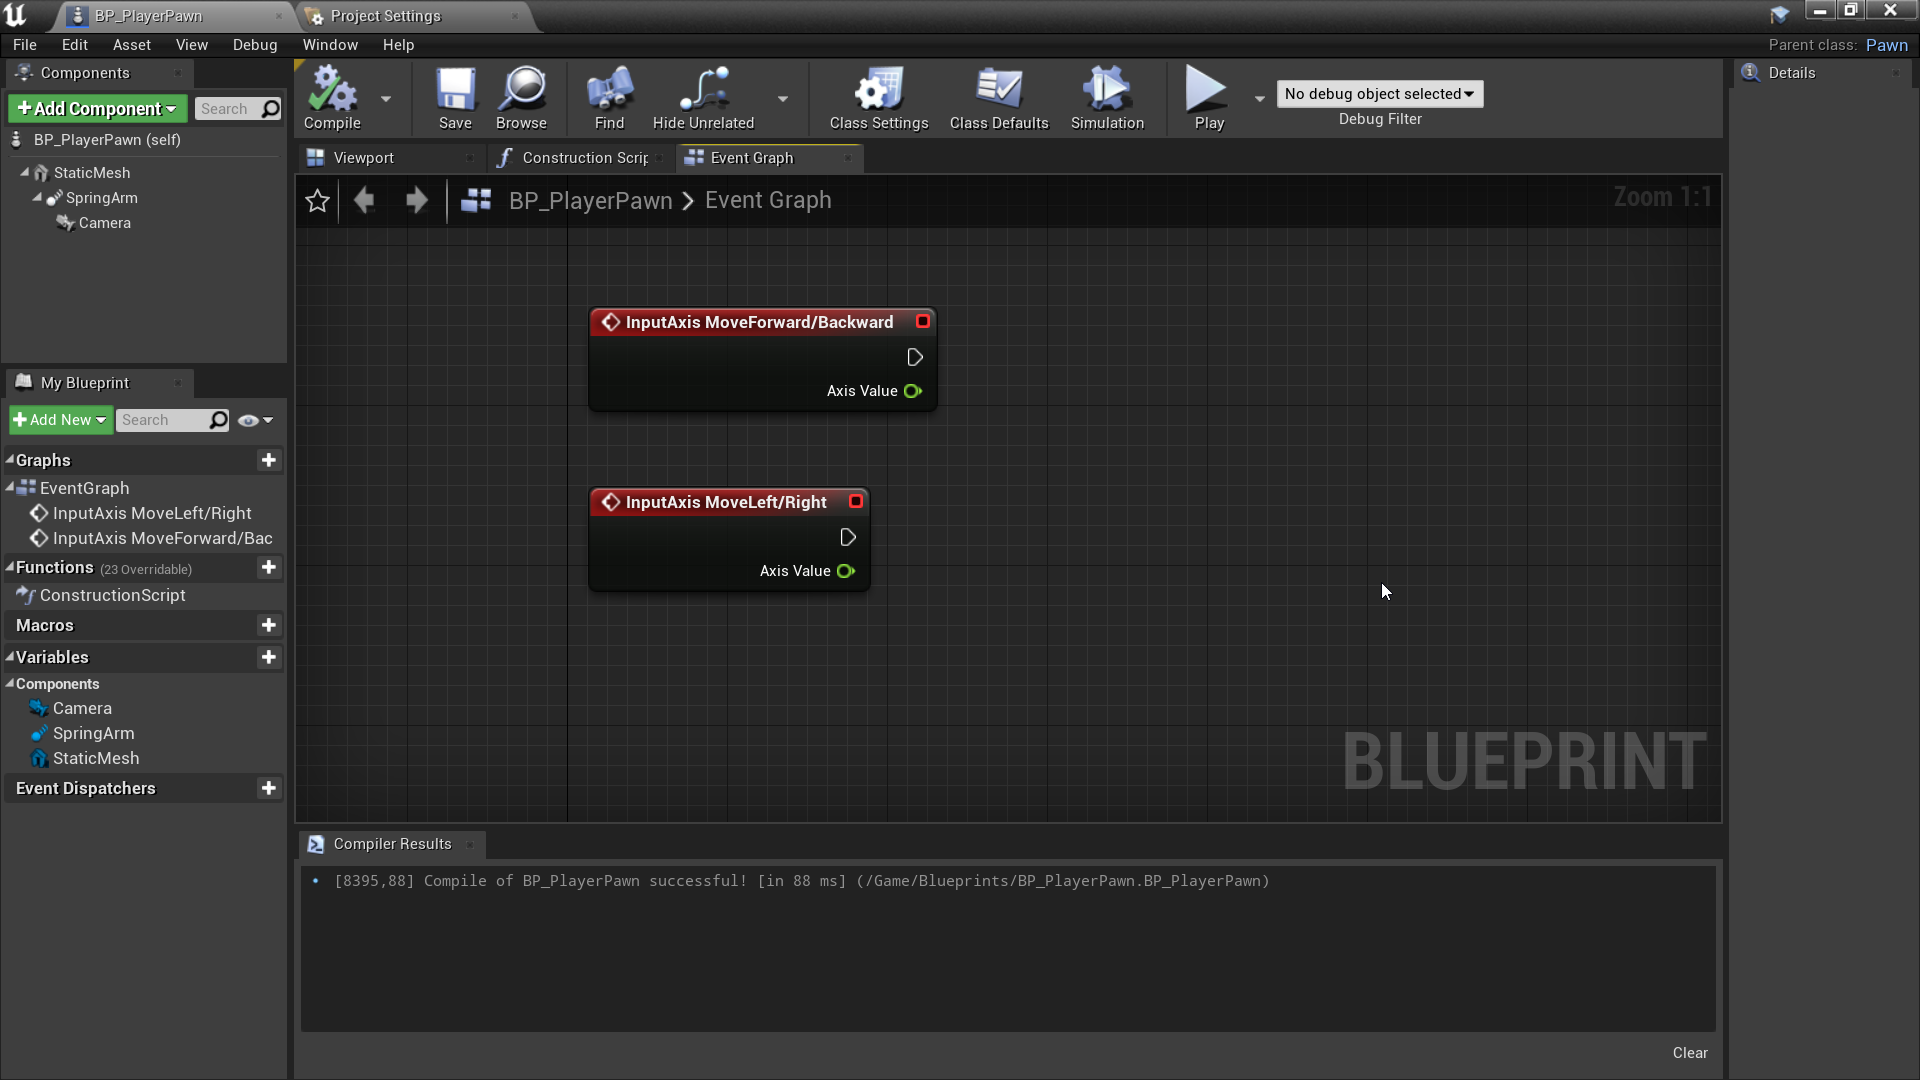 BP_PlayerPawn
Project Settings
File Edit Asset View Debug Window Help
Parent class: Pawn
Components
+Add Component
Search
BP_PlayerPawn (self)
StaticMesh
SpringArm
Camera
Compile
Save
Browse
Find
Hide Unrelated
Class Settings
Class Defaults
Simulation
Play
No debug object selected
Debug Filter
Details
Viewport
Construction Scrip
Event Graph
BP_PlayerPawn > Event Graph
Zoom 1:1
InputAxis MoveForward/Backward
Axis Value
InputAxis MoveLeft/Right
Axis Value
BLUEPRINT
My Blueprint
+Add New
Search
Graphs
EventGraph
InputAxis MoveLeft/Right
InputAxis MoveForward/Bac
Functions (23 Overridable)
ConstructionScript
Macros
Variables
Components
Camera
SpringArm
StaticMesh
Event Dispatchers
Compiler Results
• [8395,88] Compile of BP_PlayerPawn successful! [in 88 ms] (/Game/Blueprints/BP_PlayerPawn.BP_PlayerPawn)
Clear